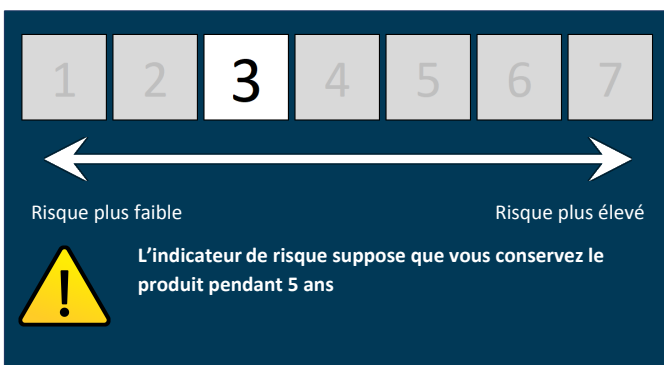 1 2 3 4 5 6 7
Risque plus faible Risque plus élevé
L'indicateur de risque suppose que vous conservez le
produit pendant 5 ans